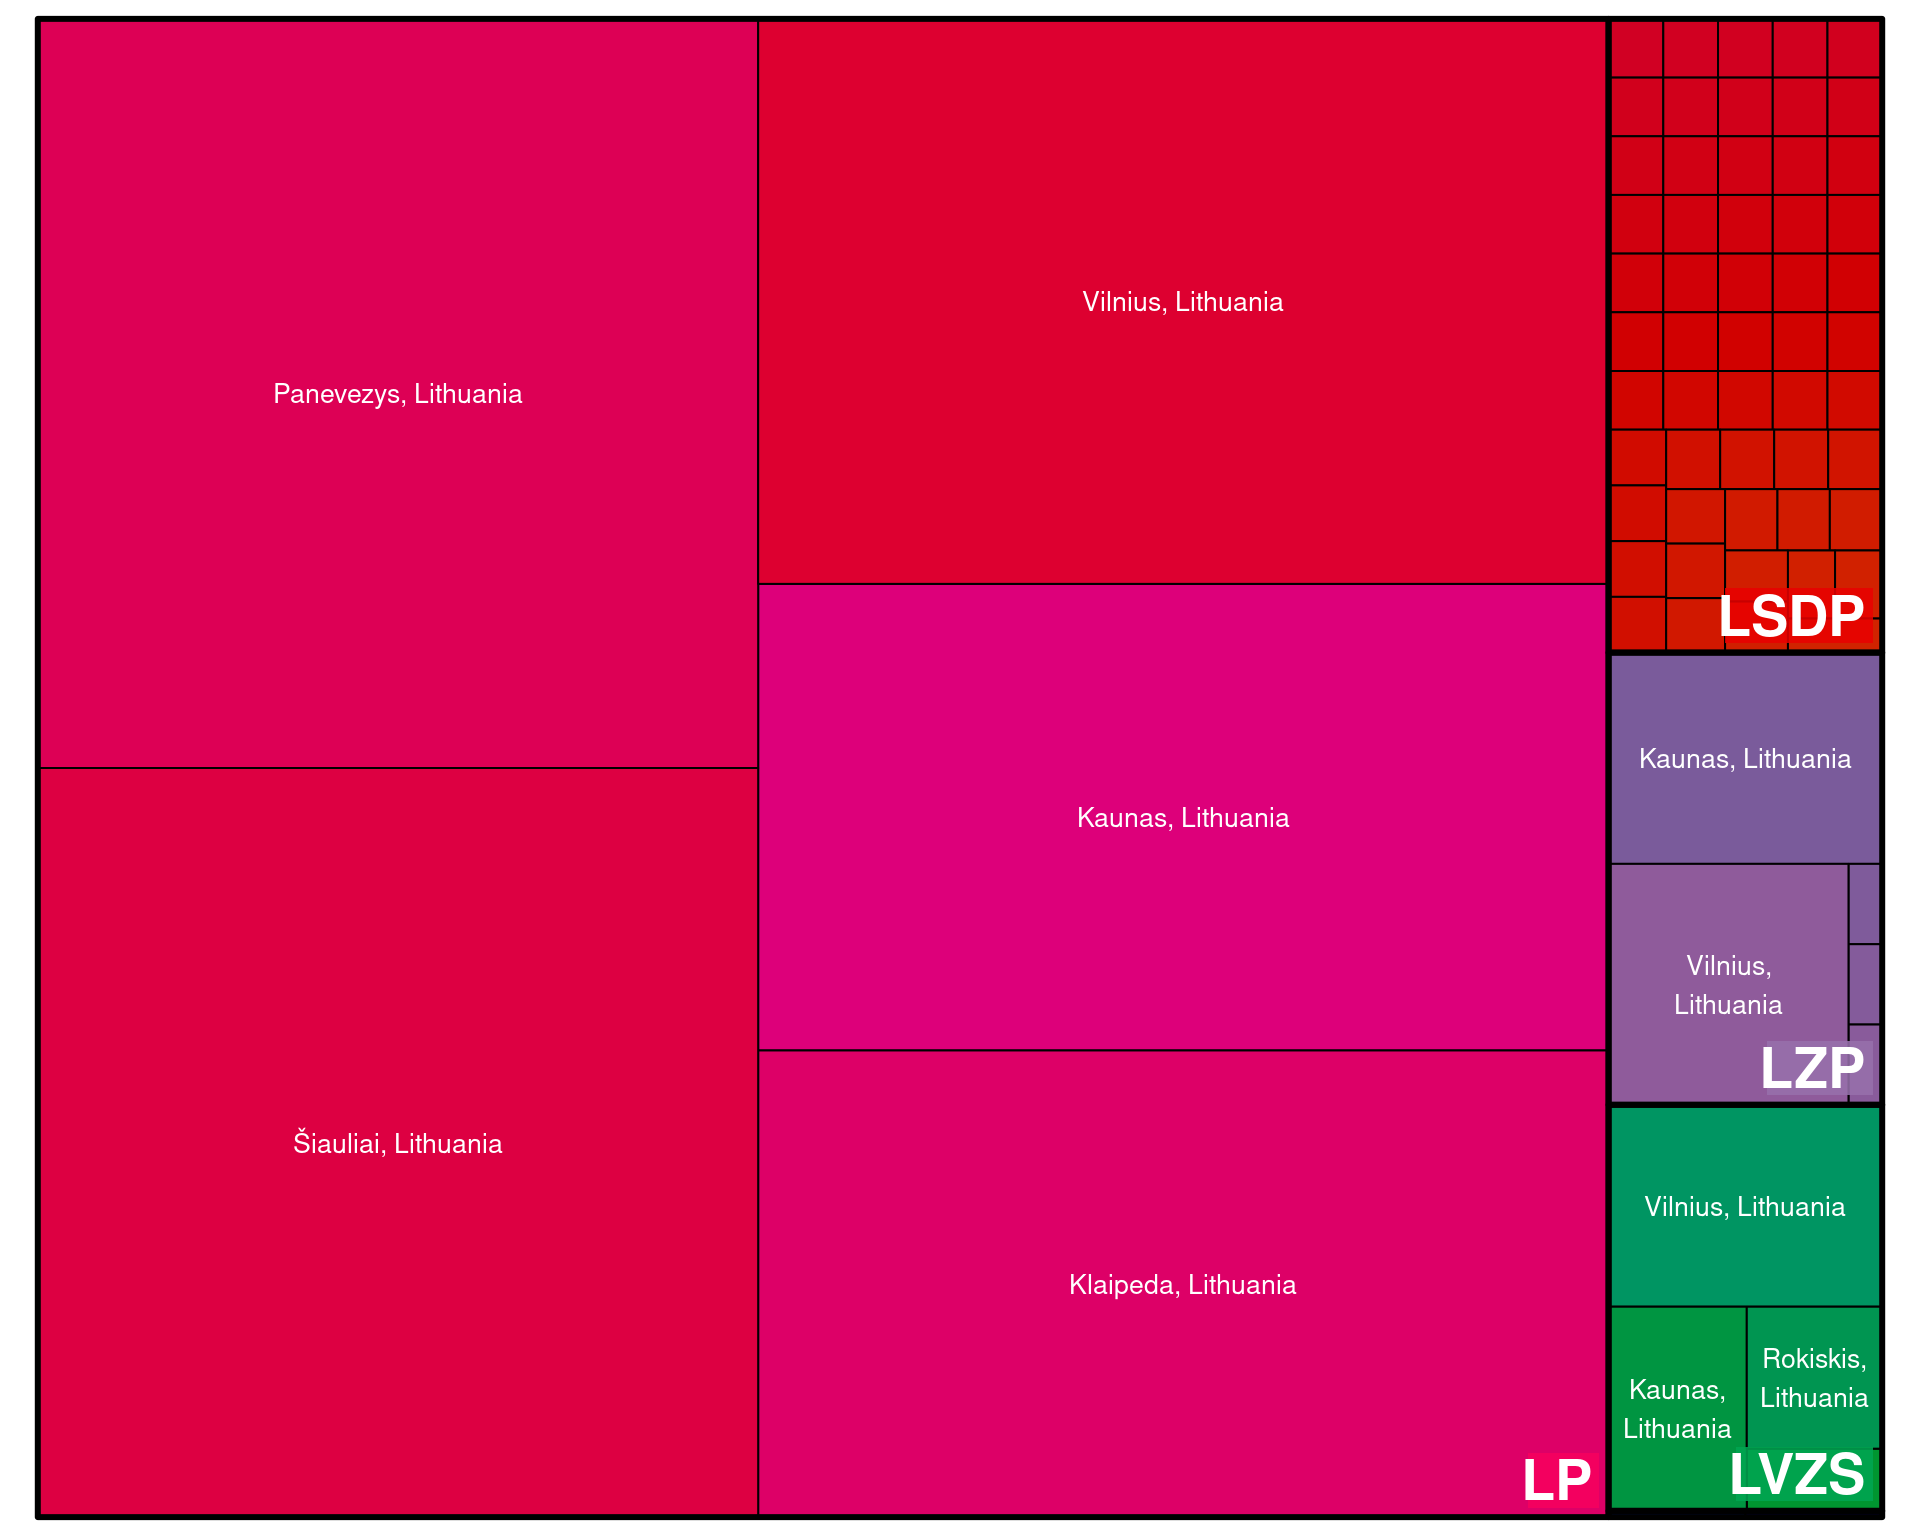 Panevezys, Lithuania
Šiauliai, Lithuania
Vilnius, Lithuania
Kaunas, Lithuania
Klaipeda, Lithuania
LP
LSDP
Kaunas, Lithuania
Vilnius,
Lithuania
LZP
Vilnius, Lithuania
Kaunas,
Lithuania
Rokiskis,
Lithuania
LVZS